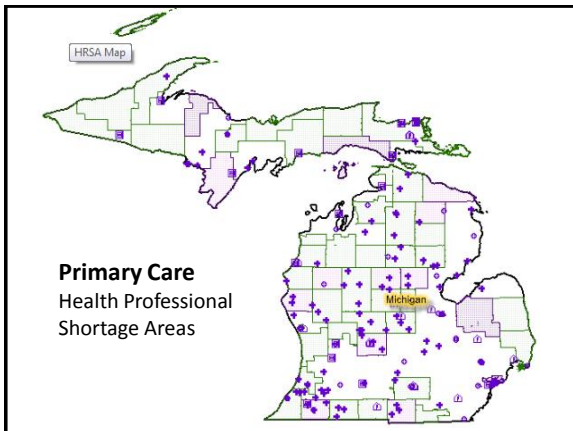 HRSA Map
Michigan
Primary Care
Health Professional
Shortage Areas